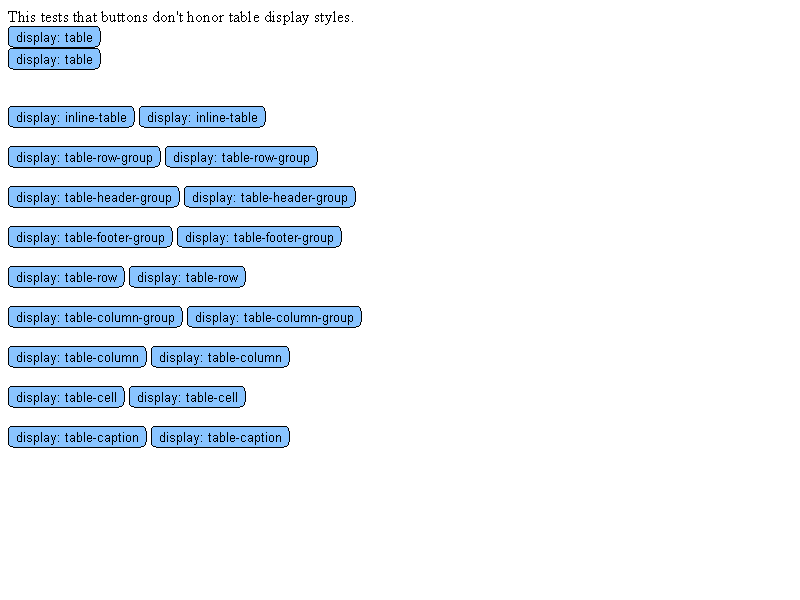 This tests that buttons don't honor table display styles.
display: table
display: table
display: inline-table display: inline-table
display: table-row-group display: table-row-group
display: table-header-group display: table-header-group
display: table-footer-group display: table-footer-group
display: table-row display: table-row
display: table-column-group display: table-column-group
display: table-column display: table-column
display: table-cell display: table-cell
display: table-caption display: table-caption